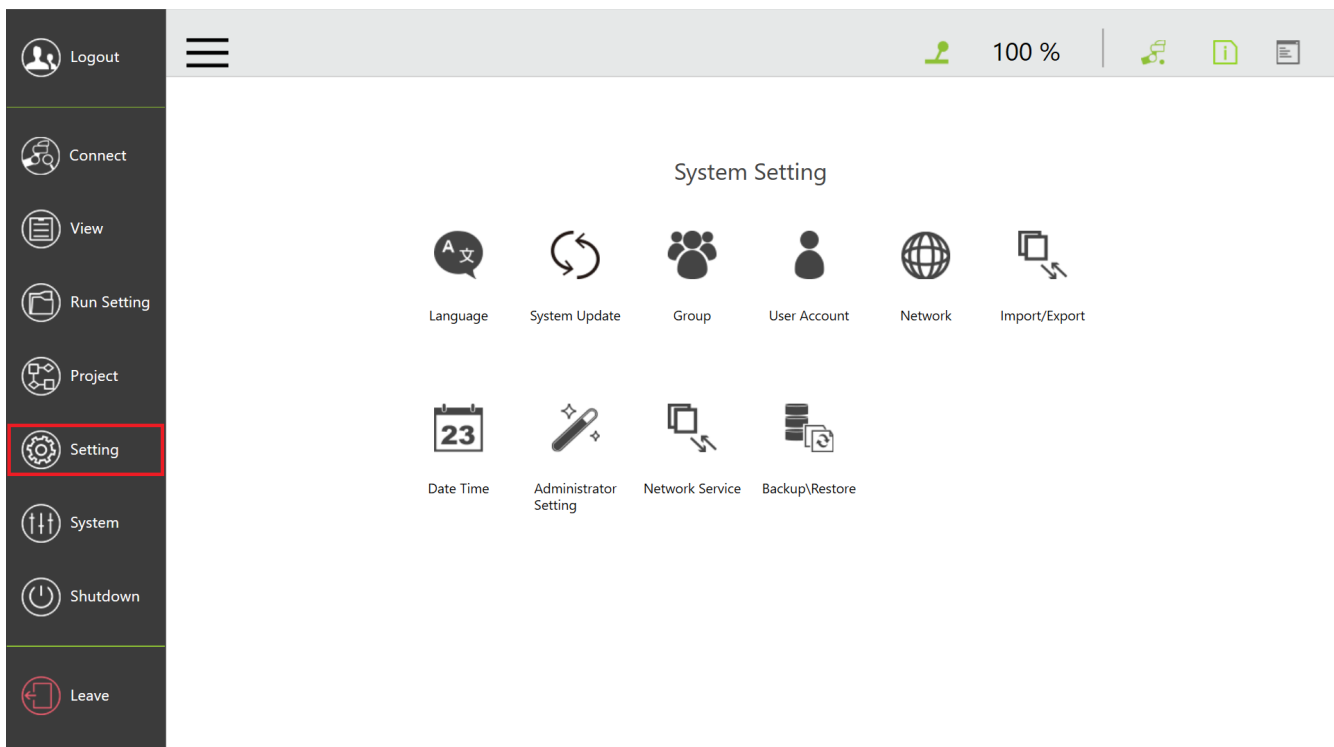 Logout
100 %
Connect
View
Run Setting
Project
Setting
System
Shutdown
Leave
System Setting
A 文
Language
System Update
Group
User Account
Network
Import/Export
23
Date Time
Administrator
Setting
Network Service
Backup\Restore